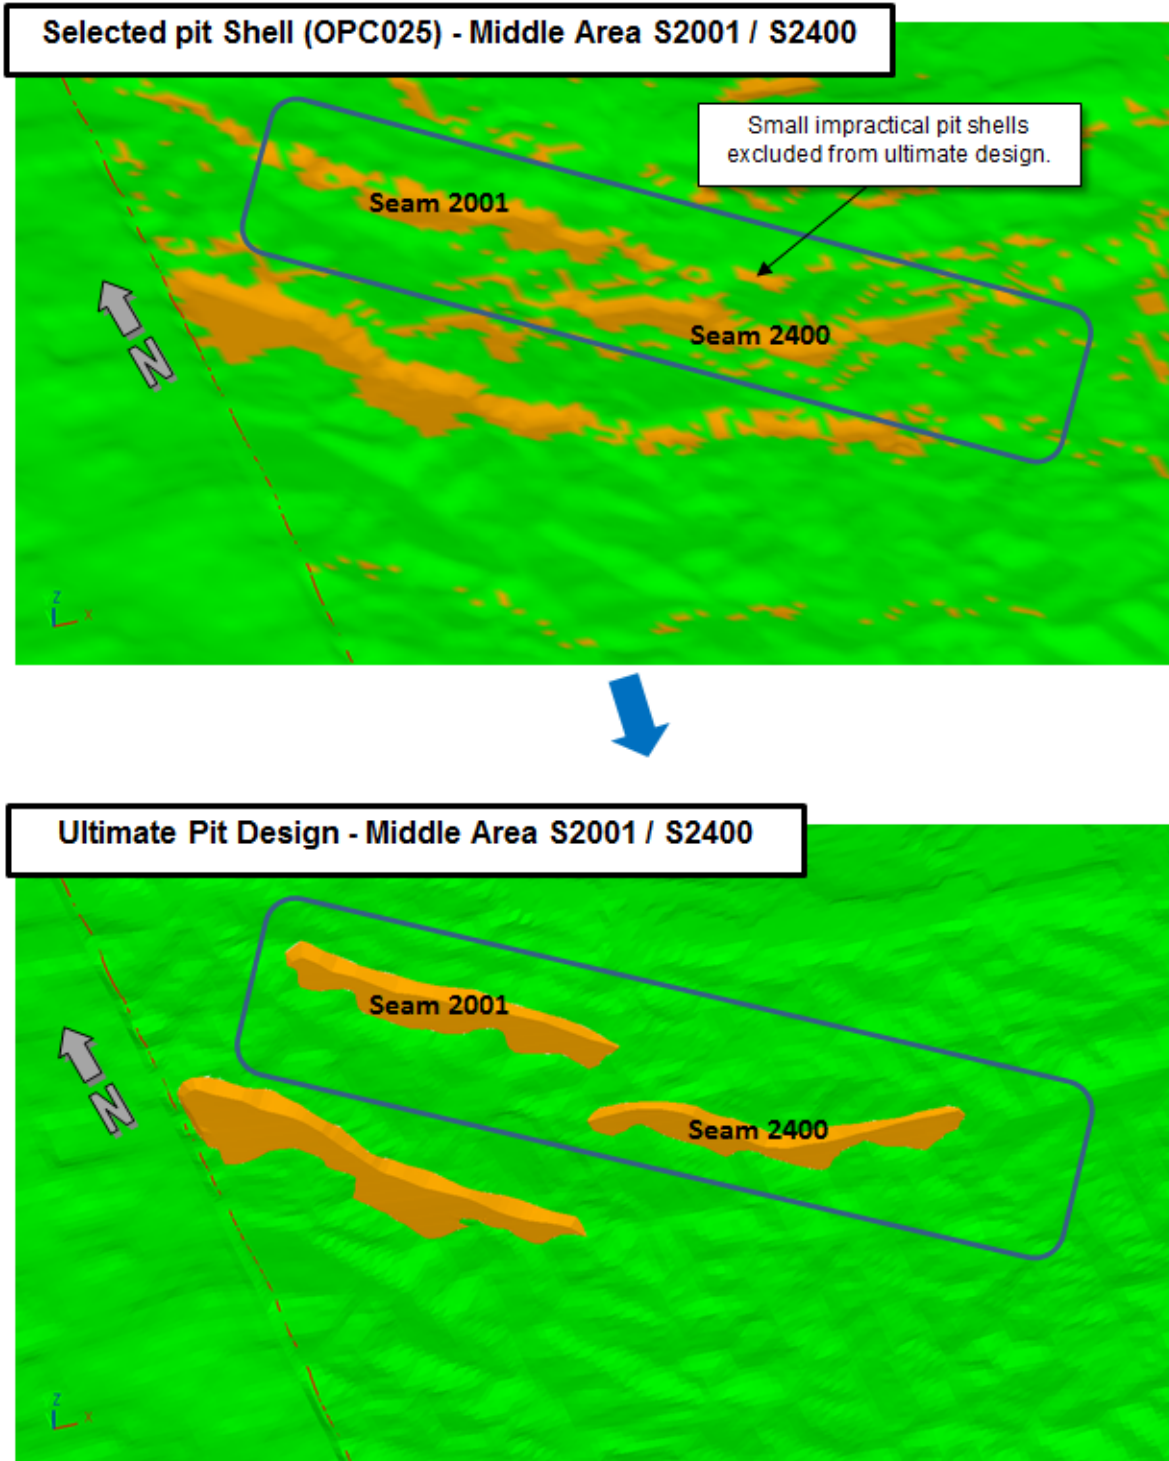 Selected pit Shell (OPC025) - Middle Area S2001 / S2400
Small impractical pit shells
excluded from ultimate design.
Seam 2001
Seam 2400
N
Z
X
Ultimate Pit Design - Middle Area S2001 / S2400
Seam 2001
Seam 2400
N
Z
X